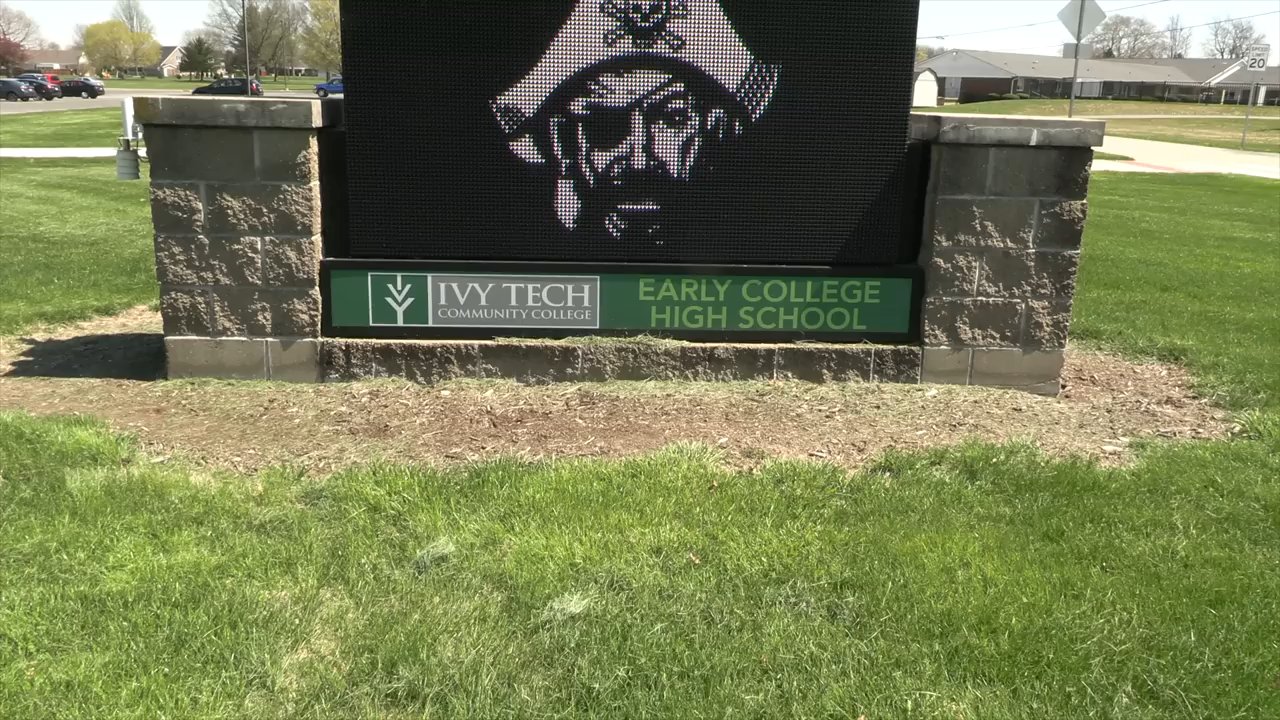 IVY TECH
COMMUNITY COLLEGE
EARLY COLLEGE
HIGH SCHOOL
20